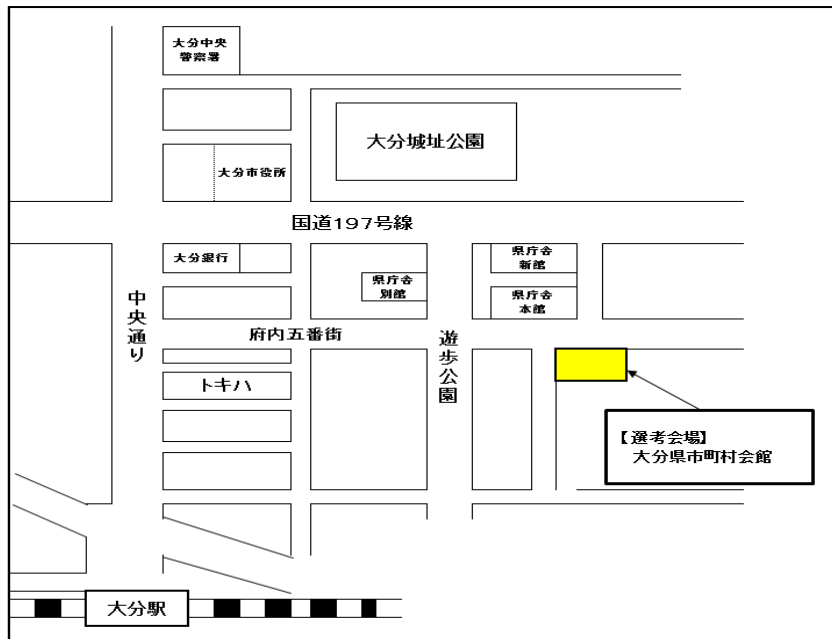 大分中央
警察署
大分城址公園
大分市役所
国道197号線
大分銀行
県庁舎
新館
県庁舎
別館
県庁舎
本館
中央通り
府内五番街
遊歩公園
トキハ
【選考会場】
大分県市町村会館
大分駅